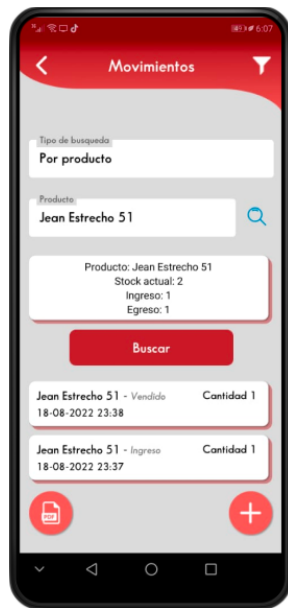 6:07
Movimientos
Tipo de busqueda
Por producto
Producto
Jean Estrecho 51
Producto: Jean Estrecho 51
Stock actual: 2
Ingreso: 1
Egreso: 1
Buscar
Jean Estrecho 51 - Vendido Cantidad 1
18-08-2022 23:38
Jean Estrecho 51 - Ingreso Cantidad 1
18-08-2022 23:37
PDF